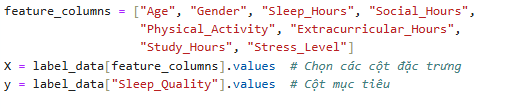 feature_columns = ["Age", "Gender", "Sleep_Hours", "Social_Hours",
"Physical_Activity", "Extracurricular_Hours",
"Study_Hours", "Stress_Level"]
X = label_data[feature_columns].values  # Chọn các cột đặc trưng
y = label_data["Sleep_Quality"].values  # Cột mục tiêu